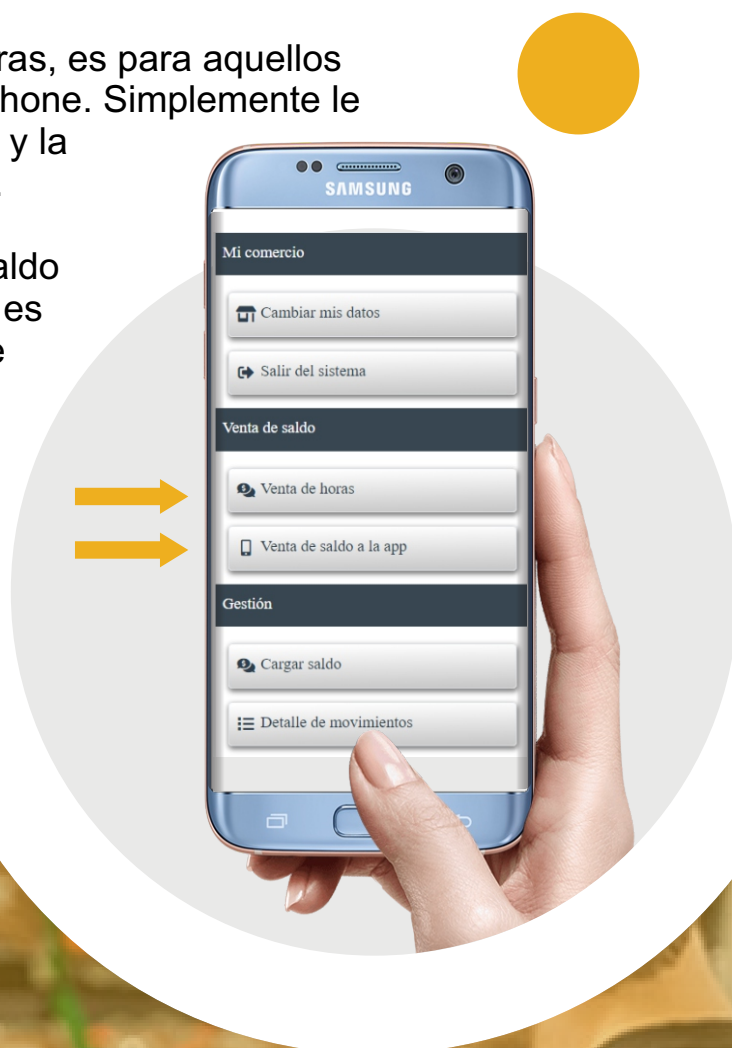 ras, es para aquellos
hone. Simplemente le
y la
aldo
es
e
SAMSUNG
Mi comercio
Cambiar mis datos
Salir del sistema
Venta de saldo
Venta de horas
Venta de saldo a la app
Gestión
Cargar saldo
Detalle de movimientos